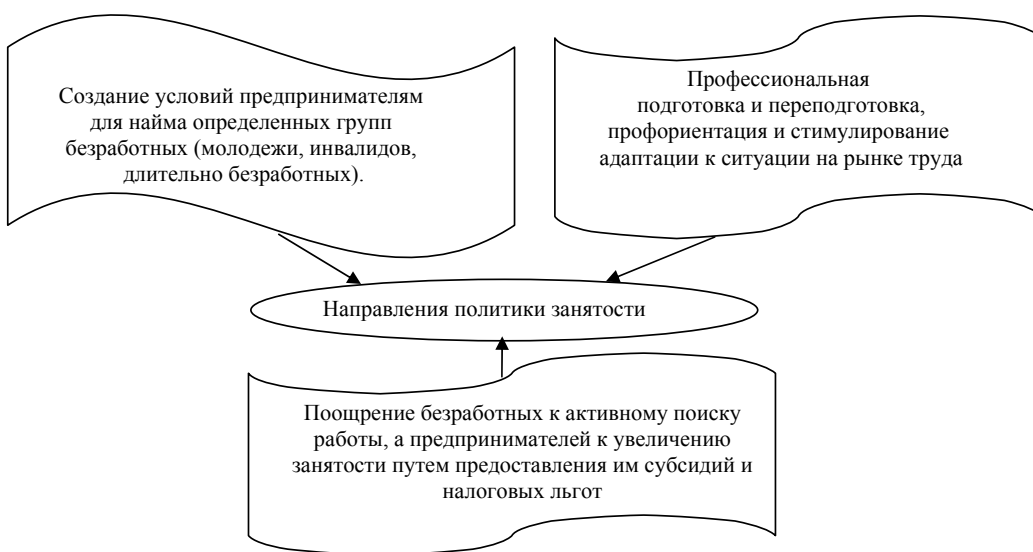 Создание условий предпринимателям
для найма определенных групп
безработных (молодежи, инвалидов,
длительно безработных).
Профессиональная
подготовка и переподготовка,
профориентация и стимулирование
адаптации к ситуации на рынке труда
Направления политики занятости
Поощрение безработных к активному поиску
работы, а предпринимателей к увеличению
занятости путем предоставления им субсидий и
налоговых льгот